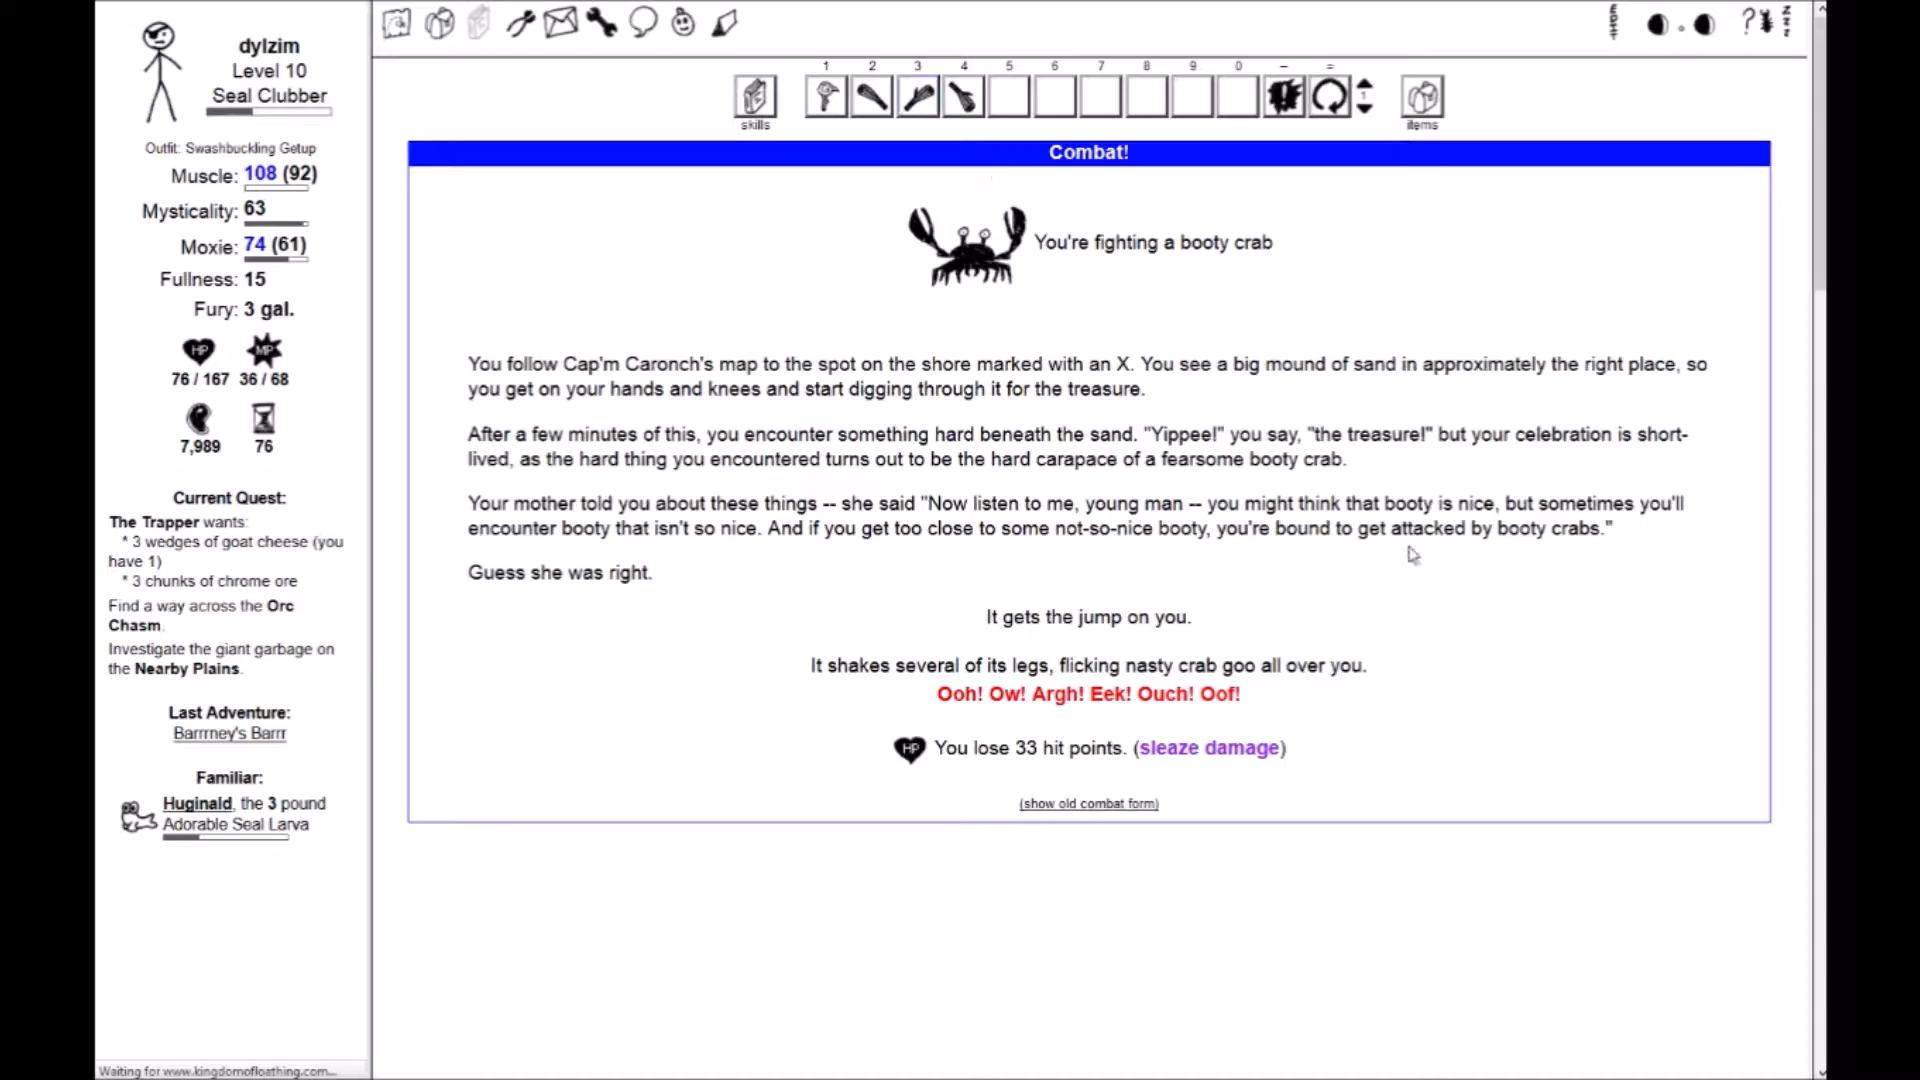 dylzim
Level 10
Seal Clubber
Outfit: Swashbuckling Getup
Muscle: 108 (92)
Mysticality: 63
Moxie: 74 (61)
Fullness: 15
Fury: 3 gal.
HP MP
76 / 167 36 / 68
7,989 76
Current Quest:
The Trapper wants:
* 3 wedges of goat cheese (you
have 1)
* 3 chunks of chrome ore
Find a way across the Orc
Chasm.
Investigate the giant garbage on
the Nearby Plains.
Last Adventure:
Barrrney's Barrr
Familiar:
Huginald, the 3 pound
Adorable Seal Larva
Waiting for www.kingdomofloathing.com...
1 2 3 4 5 6 7 8 9 0 - =
1
skills
items
Combat!
You're fighting a booty crab
You follow Cap'm Caronch's map to the spot on the shore marked with an X. You see a big mound of sand in approximately the right place, so
you get on your hands and knees and start digging through it for the treasure.
After a few minutes of this, you encounter something hard beneath the sand. "Yippee!" you say, "the treasure!" but your celebration is short-
lived, as the hard thing you encountered turns out to be the hard carapace of a fearsome booty crab.
Your mother told you about these things -- she said "Now listen to me, young man -- you might think that booty is nice, but sometimes you'll
encounter booty that isn't so nice. And if you get too close to some not-so-nice booty, you're bound to get attacked by booty crabs."
Guess she was right.
It gets the jump on you.
It shakes several of its legs, flicking nasty crab goo all over you.
Ooh! Ow! Argh! Eek! Ouch! Oof!
HP You lose 33 hit points. (sleaze damage)
(show old combat form)